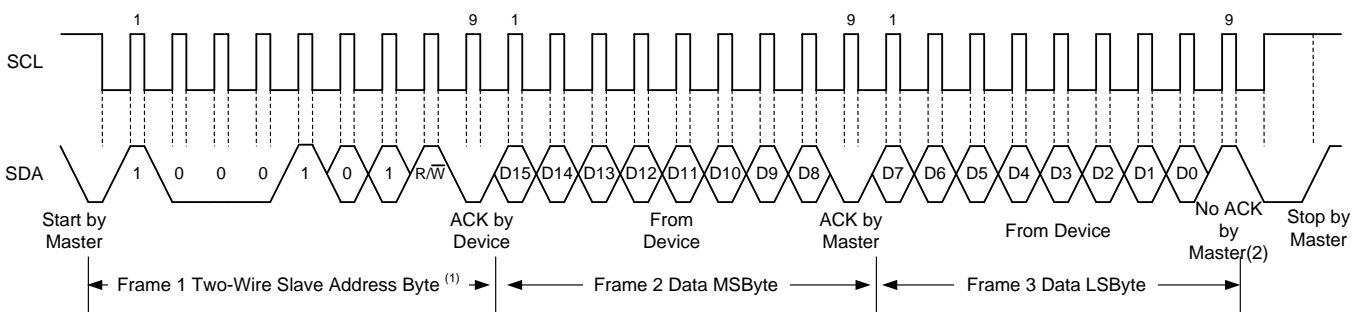 1 9 1 9 1 9
SCL
SDA
1 0 0 0 1 0 1 R/W̅ D15 D14 D13 D12 D11 D10 D9 D8 D7 D6 D5 D4 D3 D2 D1 D0
Start by
Master
ACK by
Device
From
Device
ACK by
Master
From Device
No ACK
by
Master(2)
Stop by
Master
Frame 1 Two-Wire Slave Address Byte (1)
Frame 2 Data MSByte
Frame 3 Data LSByte